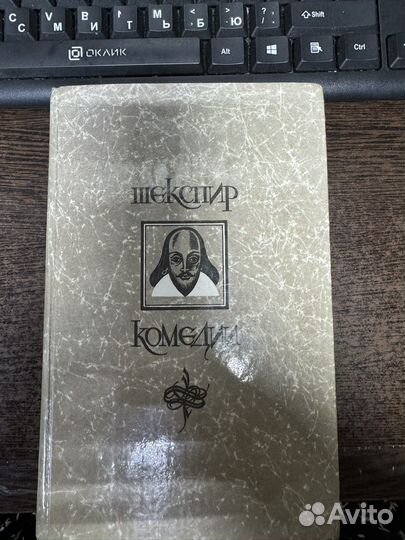 С М И Т Ь Б Ю ? Shift
ОКЛИК
Alt
Ctrl
шекспир
комедии
Avito